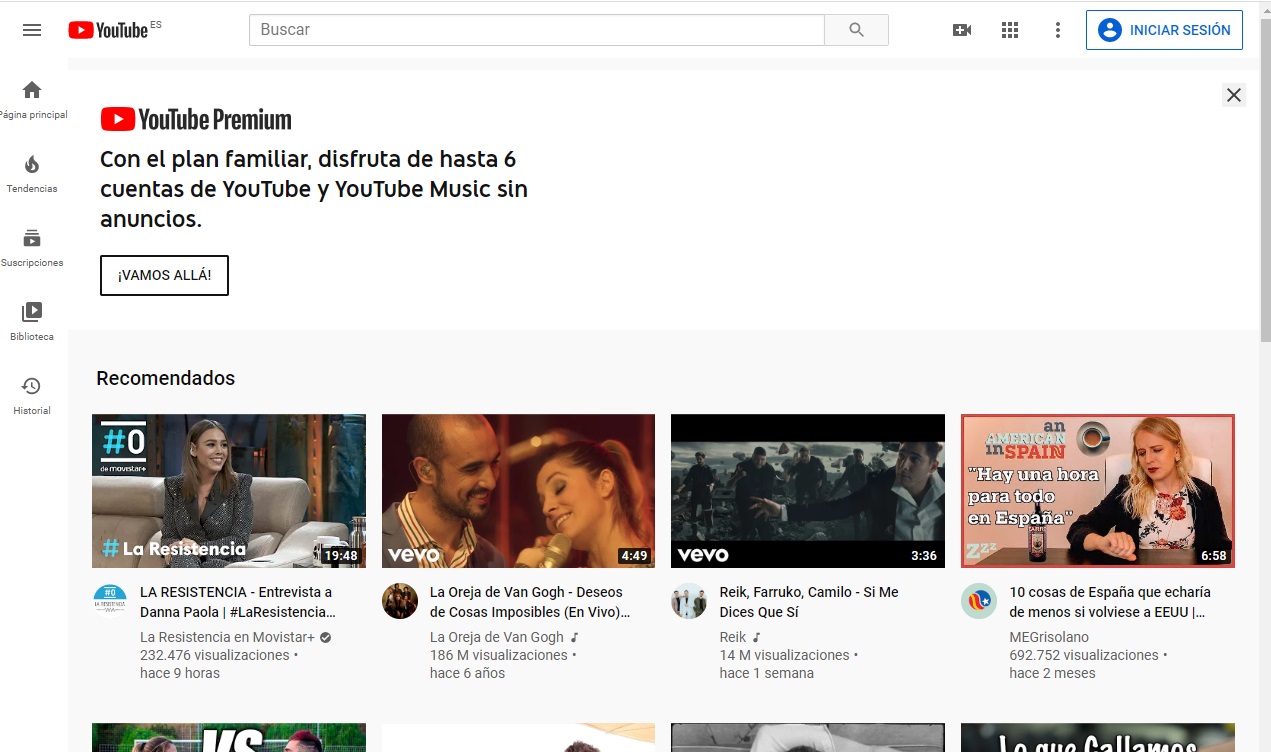 YouTube ES
Buscar
INICIAR SESIÓN
Página principal
Tendencias
Suscripciones
Biblioteca
Historial
YouTube Premium
Con el plan familiar, disfruta de hasta 6
cuentas de YouTube y YouTube Music sin
anuncios.
¡VAMOS ALLÁ!
Recomendados
#0
de movistar+
# La Resistencia
19:48
LA RESISTENCIA - Entrevista a
Danna Paola | #LaResistencia...
La Resistencia en Movistar+
232.476 visualizaciones •
hace 9 horas
vevo
4:49
La Oreja de Van Gogh - Deseos
de Cosas Imposibles (En Vivo)...
La Oreja de Van Gogh
186 M visualizaciones •
hace 6 años
vevo
3:36
Reik, Farruko, Camilo - Si Me
Dices Que Sí
Reik
14 M visualizaciones •
hace 1 semana
an
AMERICAN
in SPAIN
"Hay una hora
para todo
en España"
zzz
6:58
10 cosas de España que echaría
de menos si volviese a EEUU |...
MEGrisolano
692.752 visualizaciones •
hace 2 meses
VS
Lo que Callamos